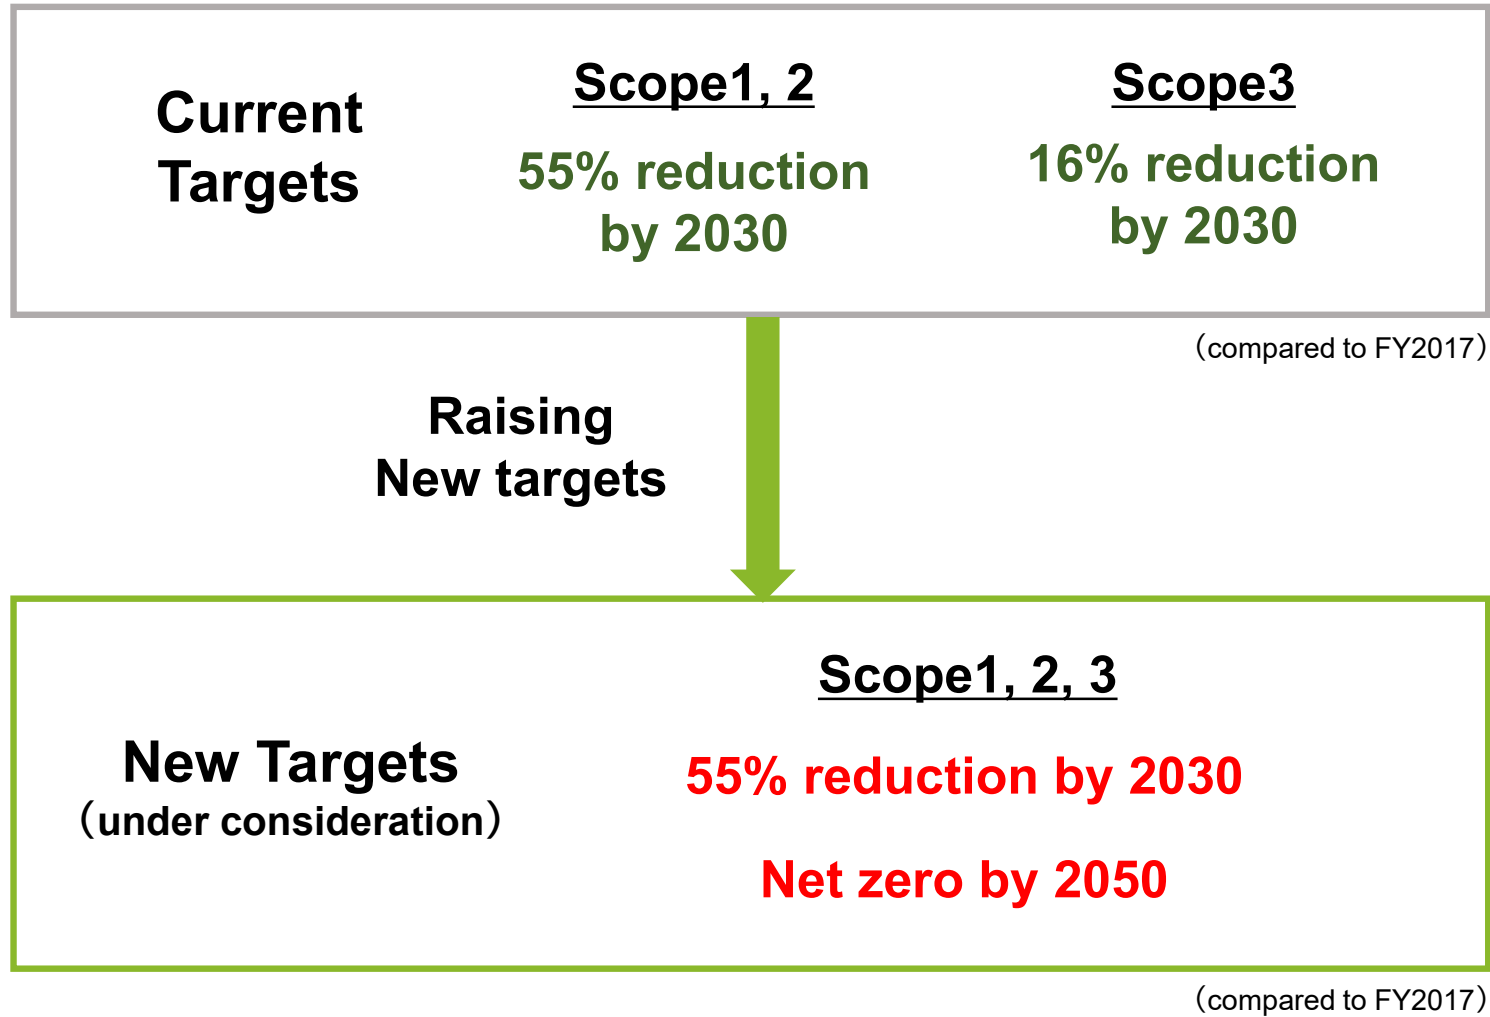 Current
Targets
Scope1, 2
55% reduction
by 2030
Scope3
16% reduction
by 2030
（compared to FY2017）
Raising
New targets
New Targets
（under consideration）
Scope1, 2, 3
55% reduction by 2030
Net zero by 2050
（compared to FY2017）